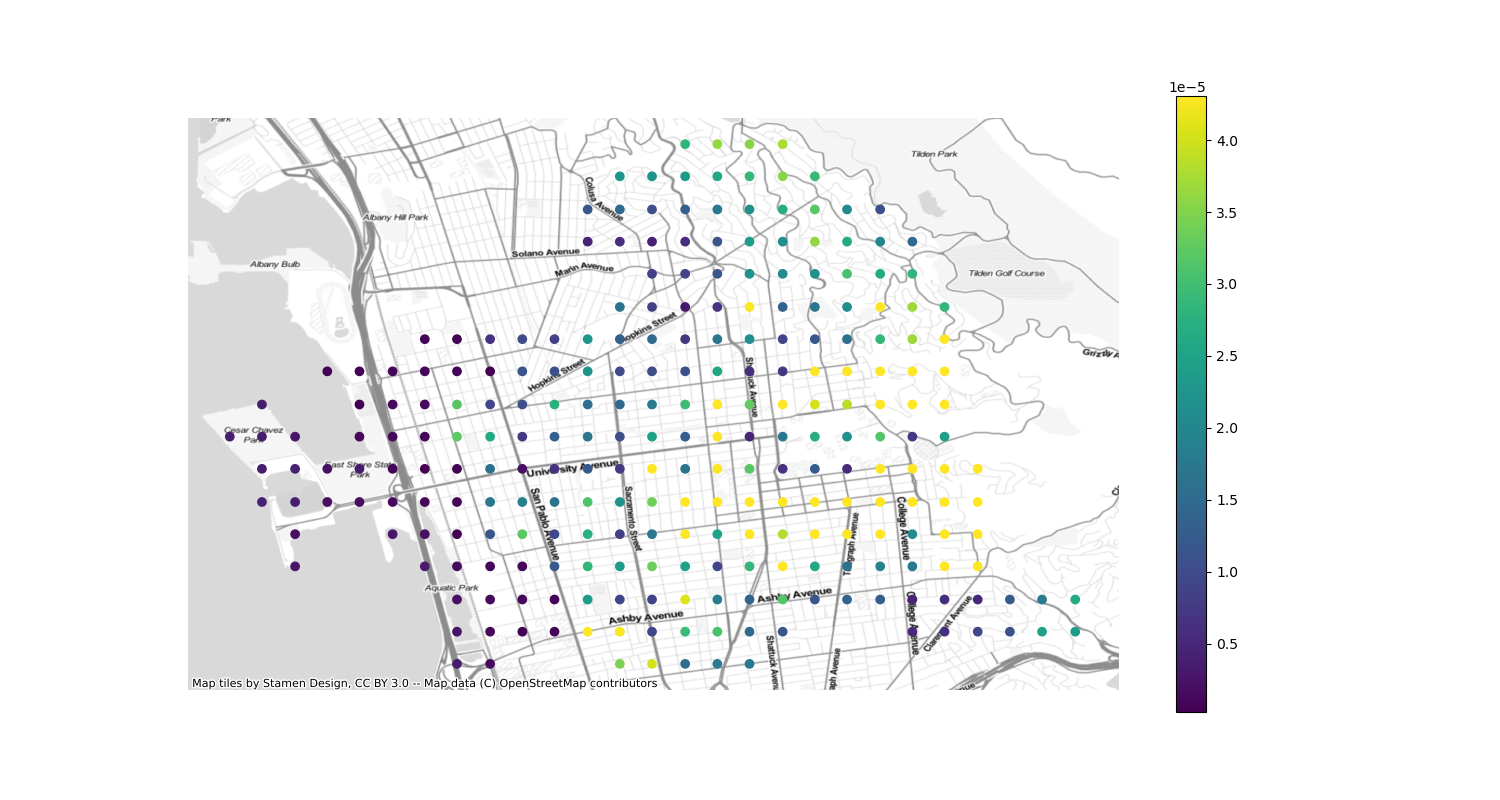 1e−5
Park
Tilden Park
4.0
Colusa Avenue
Albany Hill Park
3.5
Solano Avenue
Albany Bulb
Marin Avenue
Tilden Golf Course
3.0
Hopkins Street
Grizzly A
2.5
Hopkins Street
Shattuck Avenue
Cesar Chavez
Park
2.0
East Shore State
Park
University Avenue
San Pablo Avenue
Sacramento Street
College Avenue
1.5
Telegraph Avenue
Aquatic Park
1.0
Ashby Avenue
College Avenue
Ashby Avenue
Claremont Avenue
Shattuck Avenue
0.5
aph Avenue
Map tiles by Stamen Design, CC BY 3.0 -- Map data (C) OpenStreetMap contributors